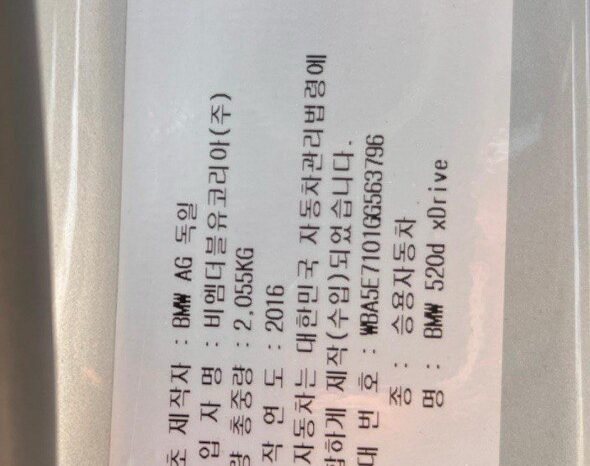 초 제작자 : BMW AG 독일
입 자 명 : 비엠더블유코리아(주)
량 총중량 : 2,055KG
작 연 도 : 2016
자동차는 대한민국 자동차관리법령에
합하게 제작(수입)되었습니다.
대 번 호 : WBA5E7101GG563796
종 : 승용자동차
명 : BMW 520d xDrive